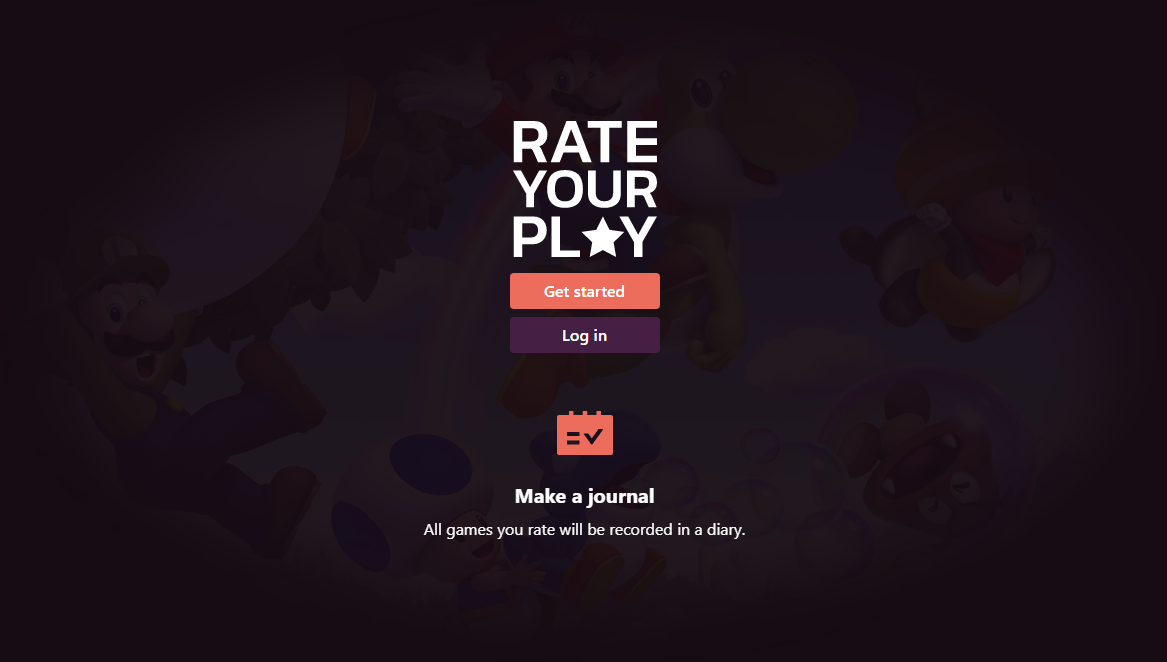 RATE
YOUR
PL★Y
Get started
Log in
Make a journal
All games you rate will be recorded in a diary.